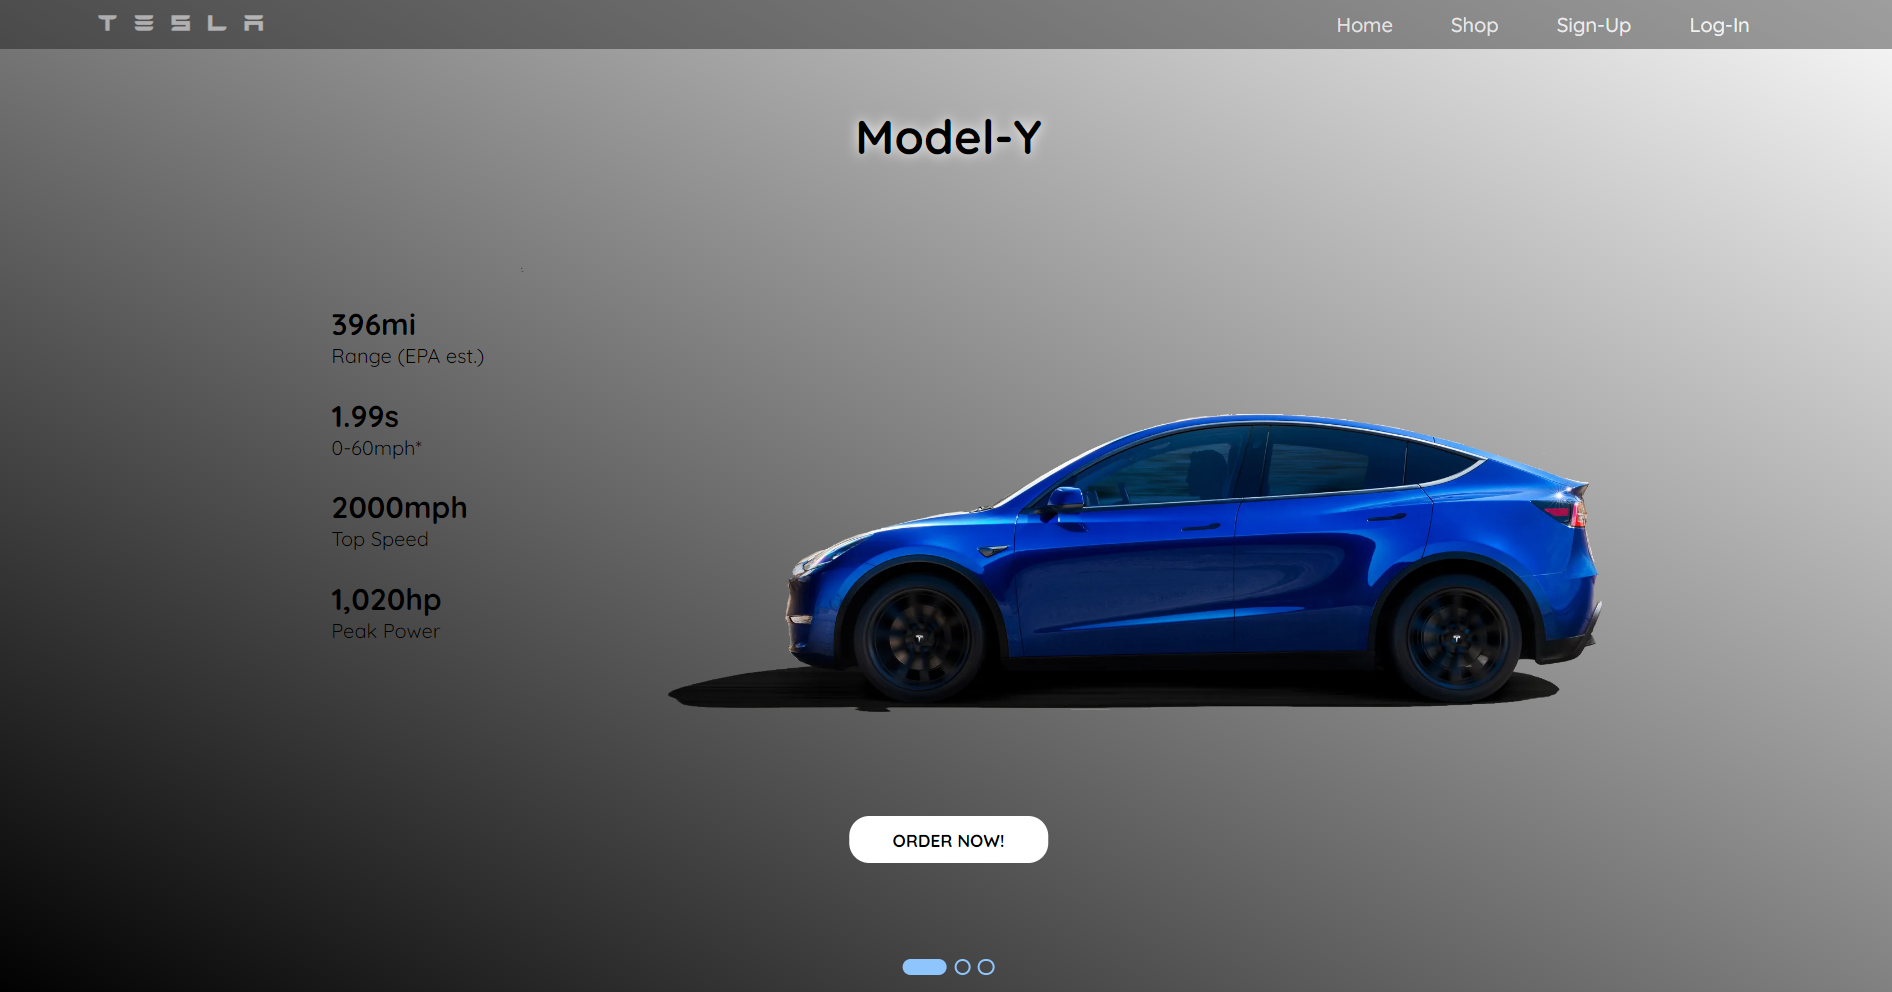 TESLA
Home Shop Sign-Up Log-In
Model-Y
396mi
Range (EPA est.)
1.99s
0-60mph*
2000mph
Top Speed
1,020hp
Peak Power
ORDER NOW!